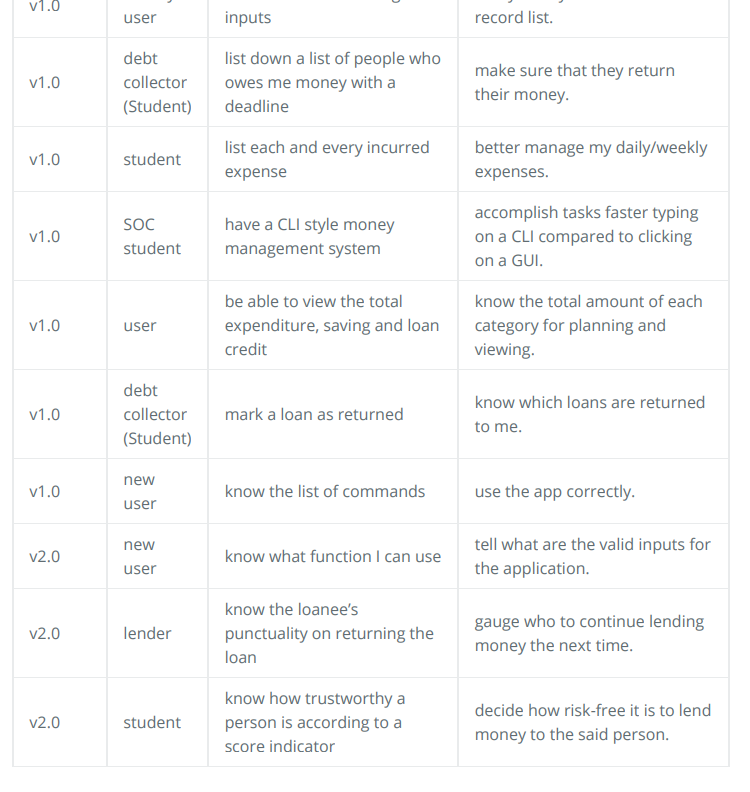 v1.0
user
inputs
record list.
debt
list down a list of people who
v1.0
collector
owes me money with a
make sure that they return
their money.
(Student)
deadline
v1.0
student
list each and every incurred
expense
better manage my daily/weekly
expenses.
v1.0
SOC
student
have a CLI style money
management system
accomplish tasks faster typing
on a CLI compared to clicking
on a GUI.
v1.0
user
be able to view the total
expenditure, saving and loan
credit
know the total amount of each
category for planning and
viewing.
v1.0
debt
collector
(Student)
mark a loan as returned
know which loans are returned
to me.
v1.0
new
user
know the list of commands
use the app correctly.
v2.0
new
user
know what function I can use
tell what are the valid inputs for
the application.
v2.0
lender
know the loanee’s
punctuality on returning the
loan
gauge who to continue lending
money the next time.
v2.0
student
know how trustworthy a
person is according to a
score indicator
decide how risk-free it is to lend
money to the said person.